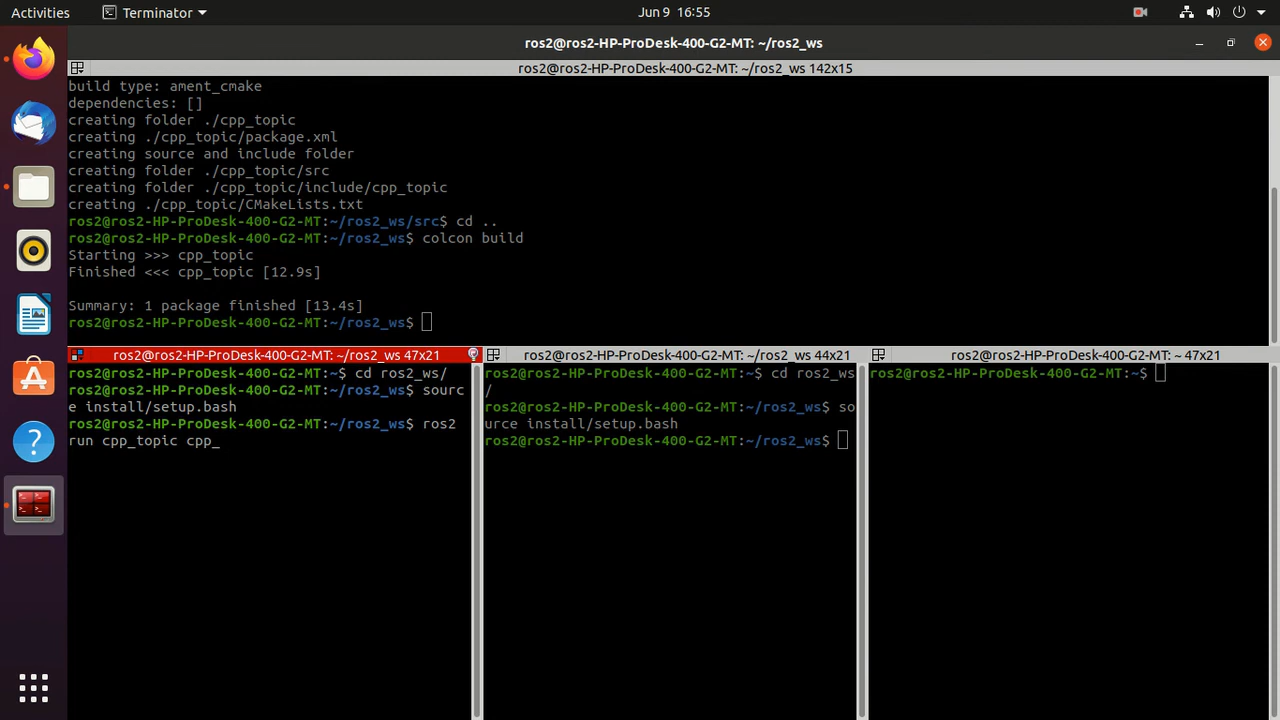 Activities
Terminator
Jun 9 16:55
ros2@ros2-HP-ProDesk-400-G2-MT: ~/ros2_ws
ros2@ros2-HP-ProDesk-400-G2-MT: ~/ros2_ws 142x15
build type: ament_cmake
dependencies: []
creating folder ./cpp_topic
creating ./cpp_topic/package.xml
creating source and include folder
creating folder ./cpp_topic/src
creating folder ./cpp_topic/include/cpp_topic
creating ./cpp_topic/CMakeLists.txt
ros2@ros2-HP-ProDesk-400-G2-MT:~/ros2_ws/src$ cd ..
ros2@ros2-HP-ProDesk-400-G2-MT:~/ros2_ws$ colcon build
Starting >>> cpp_topic
Finished <<< cpp_topic [12.9s]
Summary: 1 package finished [13.4s]
ros2@ros2-HP-ProDesk-400-G2-MT:~/ros2_ws$
ros2@ros2-HP-ProDesk-400-G2-MT: ~/ros2_ws 47x21
ros2@ros2-HP-ProDesk-400-G2-MT:~$ cd ros2_ws/
ros2@ros2-HP-ProDesk-400-G2-MT:~/ros2_ws$ sourc
e install/setup.bash
ros2@ros2-HP-ProDesk-400-G2-MT:~/ros2_ws$ ros2
run cpp_topic cpp_
ros2@ros2-HP-ProDesk-400-G2-MT: ~/ros2_ws 44x21
ros2@ros2-HP-ProDesk-400-G2-MT:~$ cd ros2_ws
/
ros2@ros2-HP-ProDesk-400-G2-MT:~/ros2_ws$ so
urce install/setup.bash
ros2@ros2-HP-ProDesk-400-G2-MT:~/ros2_ws$
ros2@ros2-HP-ProDesk-400-G2-MT: ~ 47x21
ros2@ros2-HP-ProDesk-400-G2-MT:~$